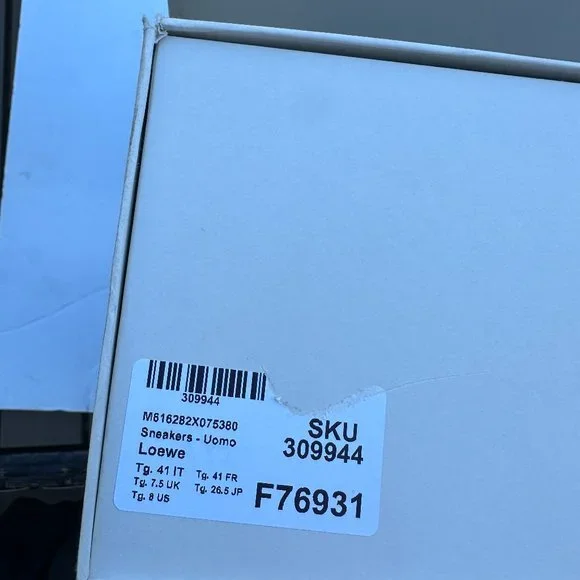 309944
M816282X075380
Sneakers - Uomo
Loewe
Tg. 41 IT Tg. 41 FR
Tg. 7.5 UK Tg. 26.5 JP
Tg. 8 US
SKU
309944
F76931